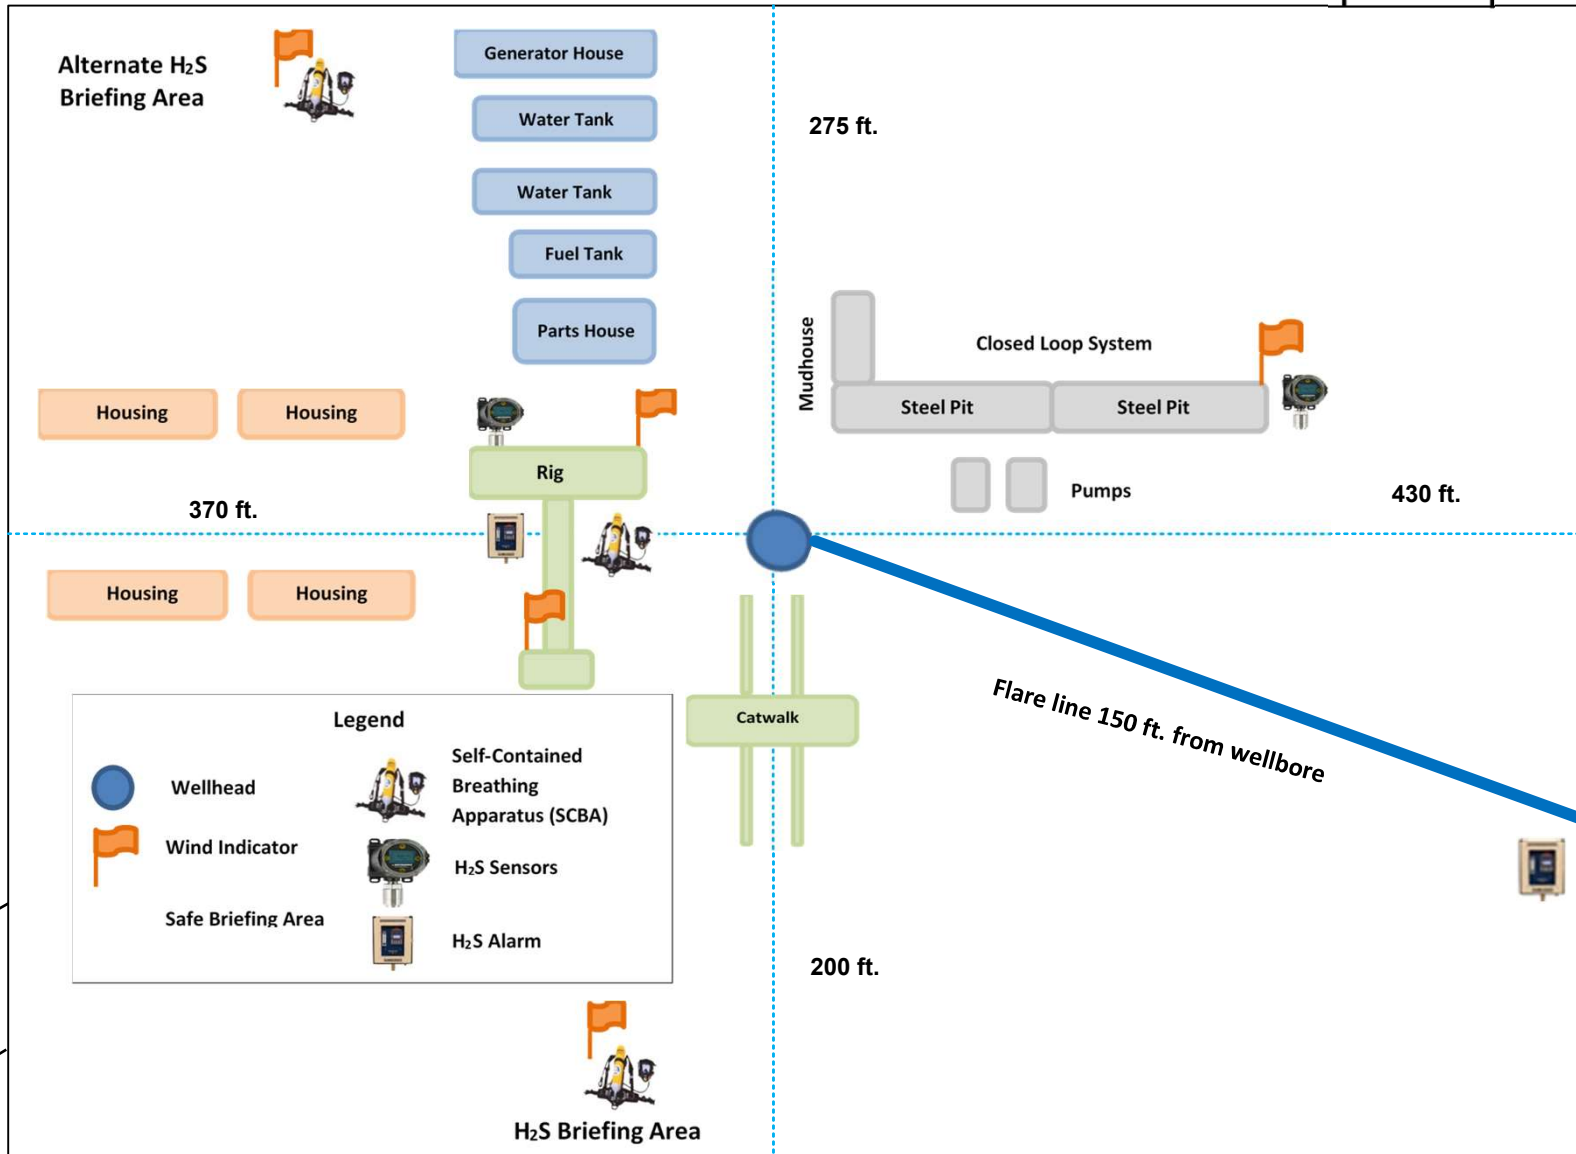 Alternate H₂S
Briefing Area
Generator House
Water Tank
275 ft.
Water Tank
Fuel Tank
Parts House
Mudhouse
Closed Loop System
Housing
Housing
Steel Pit
Steel Pit
Rig
Pumps
430 ft.
370 ft.
Housing
Housing
Flare line 150 ft. from wellbore
Catwalk
Legend
Wellhead
Self-Contained
Breathing
Apparatus (SCBA)
Wind Indicator
H₂S Sensors
Safe Briefing Area
H₂S Alarm
200 ft.
H₂S Briefing Area